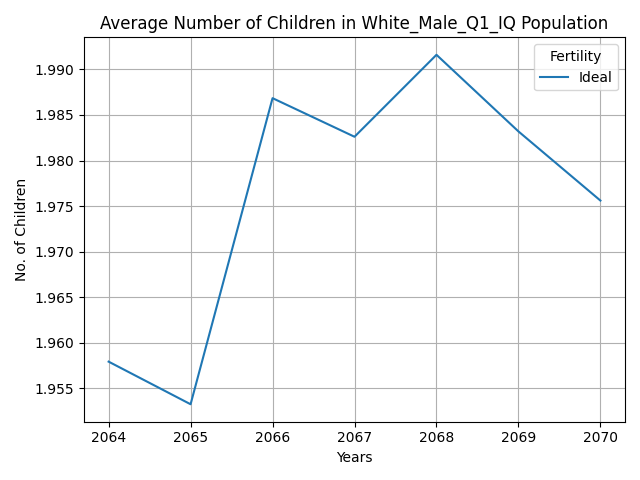 Average Number of Children in White_Male_Q1_IQ Population
Fertility
Ideal
1.990
1.985
1.980
1.975
1.970
1.965
1.960
1.955
No. of Children
2064 2065 2066 2067 2068 2069 2070
Years